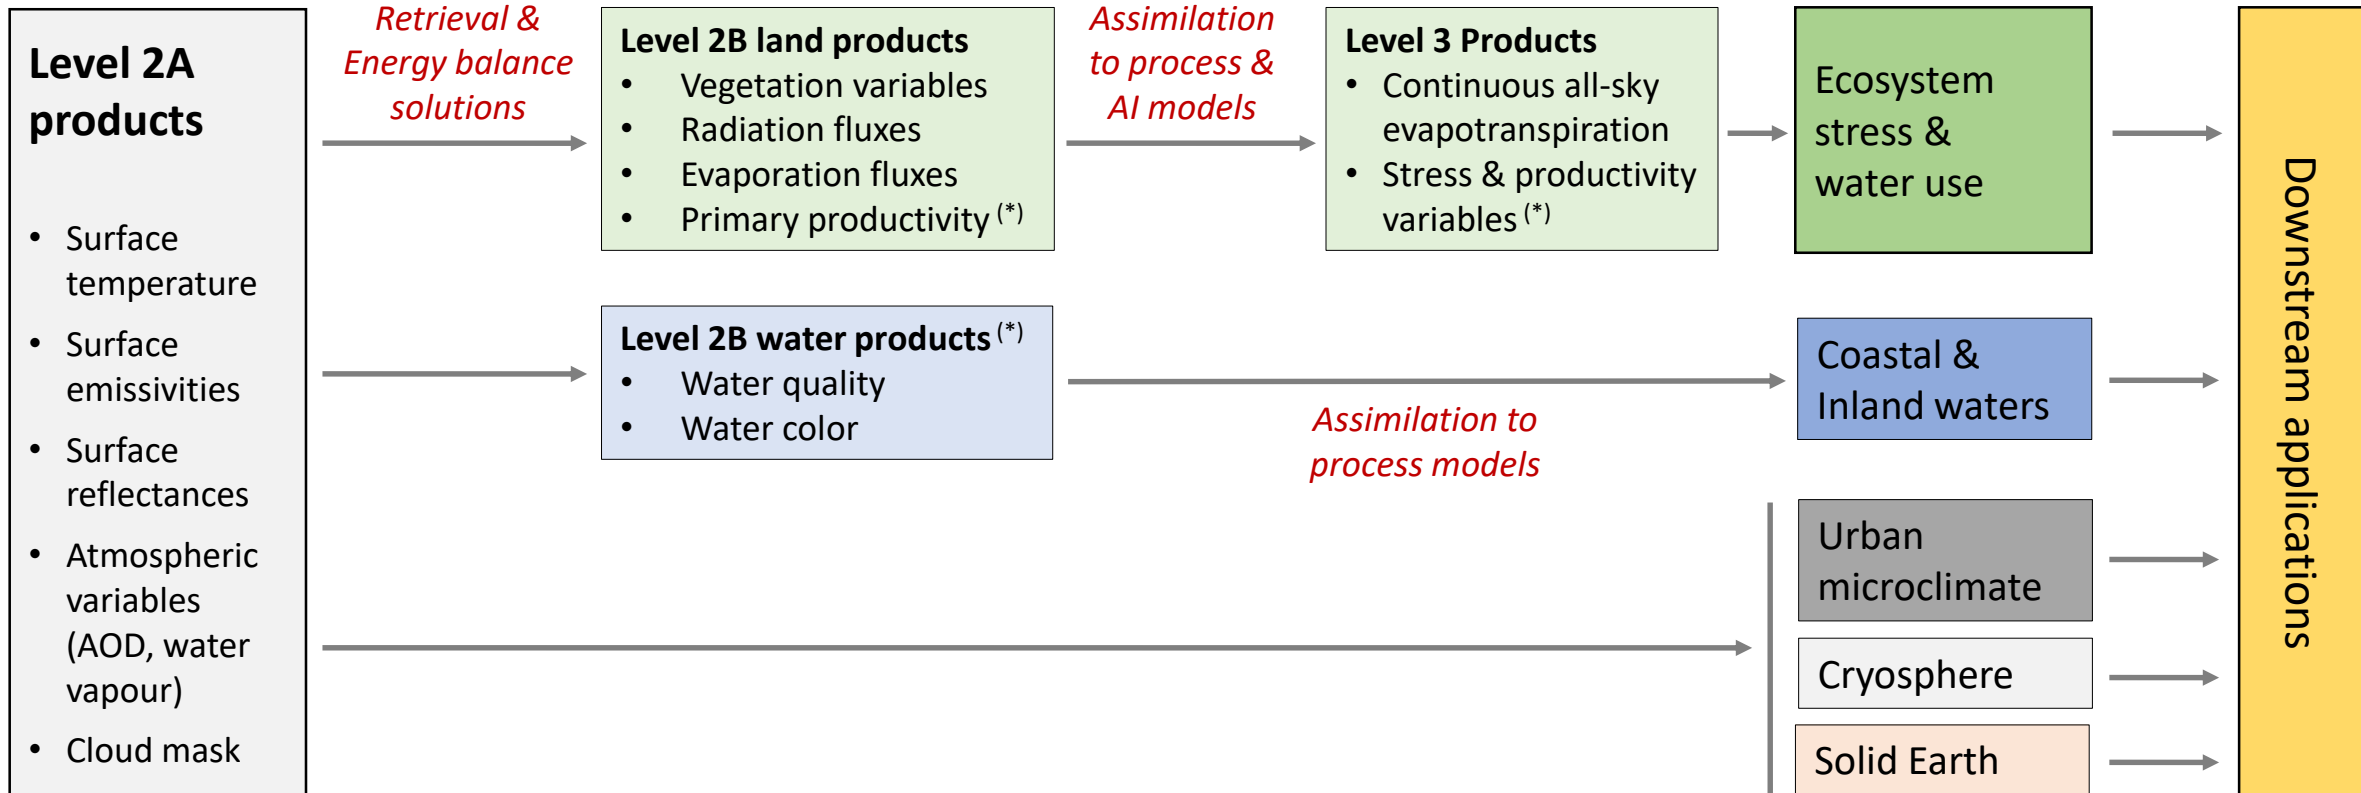 Level 2A
products
• Surface
temperature
• Surface
emissivities
• Surface
reflectances
• Atmospheric
variables
(AOD, water
vapour)
• Cloud mask
Retrieval &
Energy balance
solutions
Level 2B land products
• Vegetation variables
• Radiation fluxes
• Evaporation fluxes
• Primary productivity (*)
Assimilation
to process &
AI models
Level 3 Products
• Continuous all-sky
evapotranspiration
• Stress & productivity
variables (*)
Ecosystem
stress &
water use
Level 2B water products (*)
• Water quality
• Water color
Assimilation to
process models
Coastal &
Inland waters
Urban
microclimate
Cryosphere
Solid Earth
Downstream applications